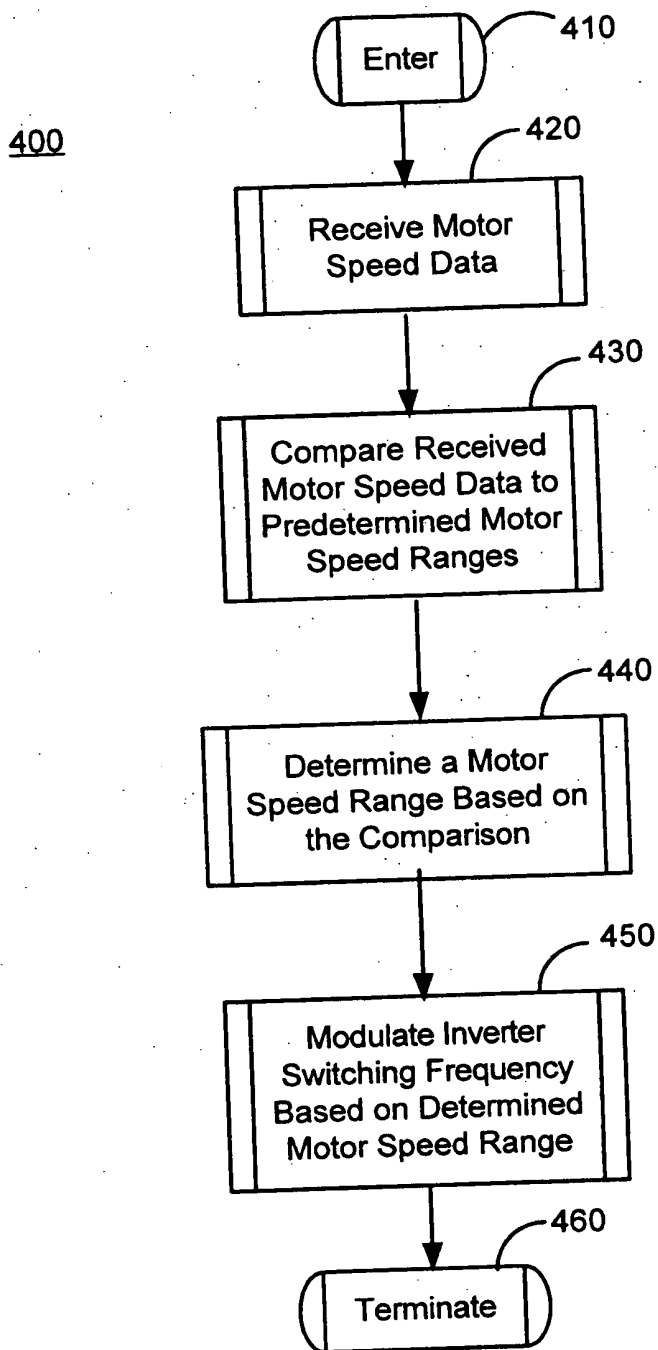 410
Enter
400
420
Receive Motor
Speed Data
430
Compare Received
Motor Speed Data to
Predetermined Motor
Speed Ranges
440
Determine a Motor
Speed Range Based on
the Comparison
450
Modulate Inverter
Switching Frequency
Based on Determined
Motor Speed Range
460
Terminate